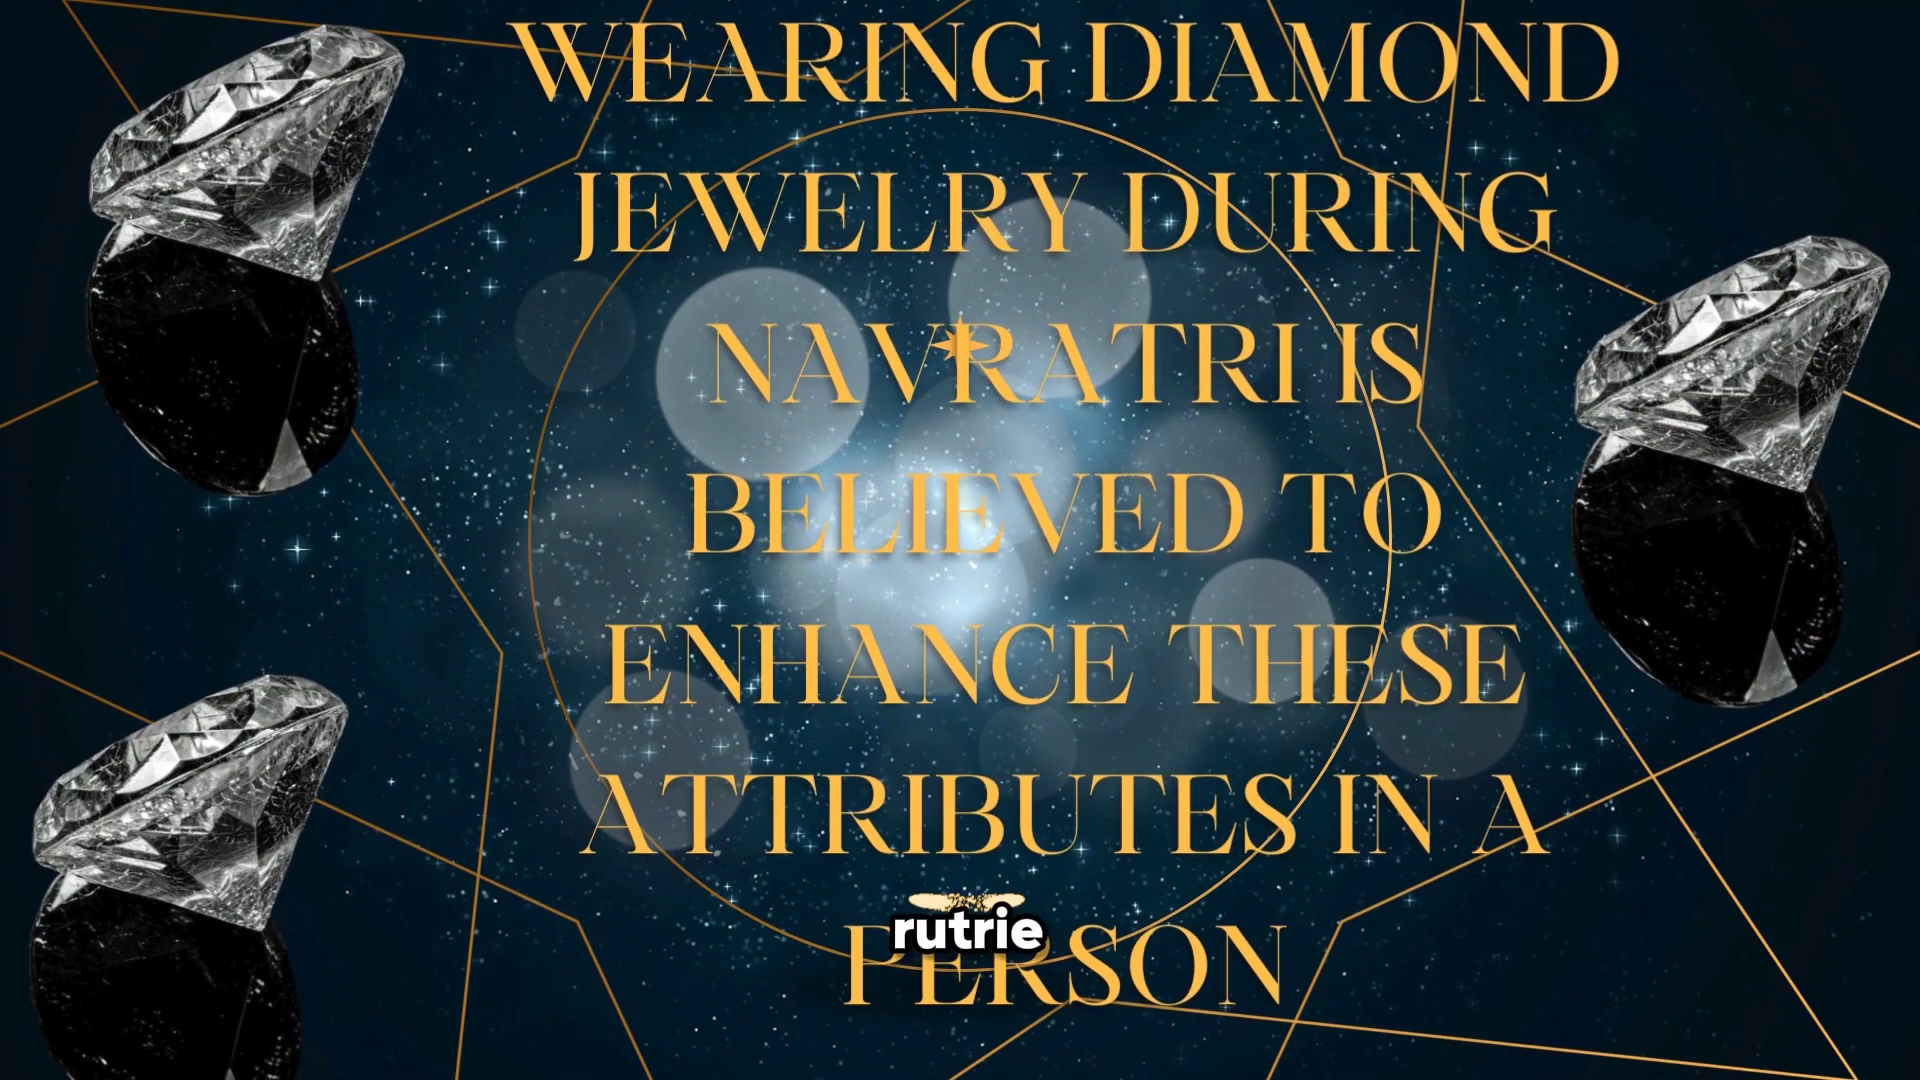 WEARING DIAMOND
JEWELRY DURING
NAVRATRI IS
BELIEVED TO
ENHANCE THESE
ATTRIBUTES IN A
rutrie
PERSON